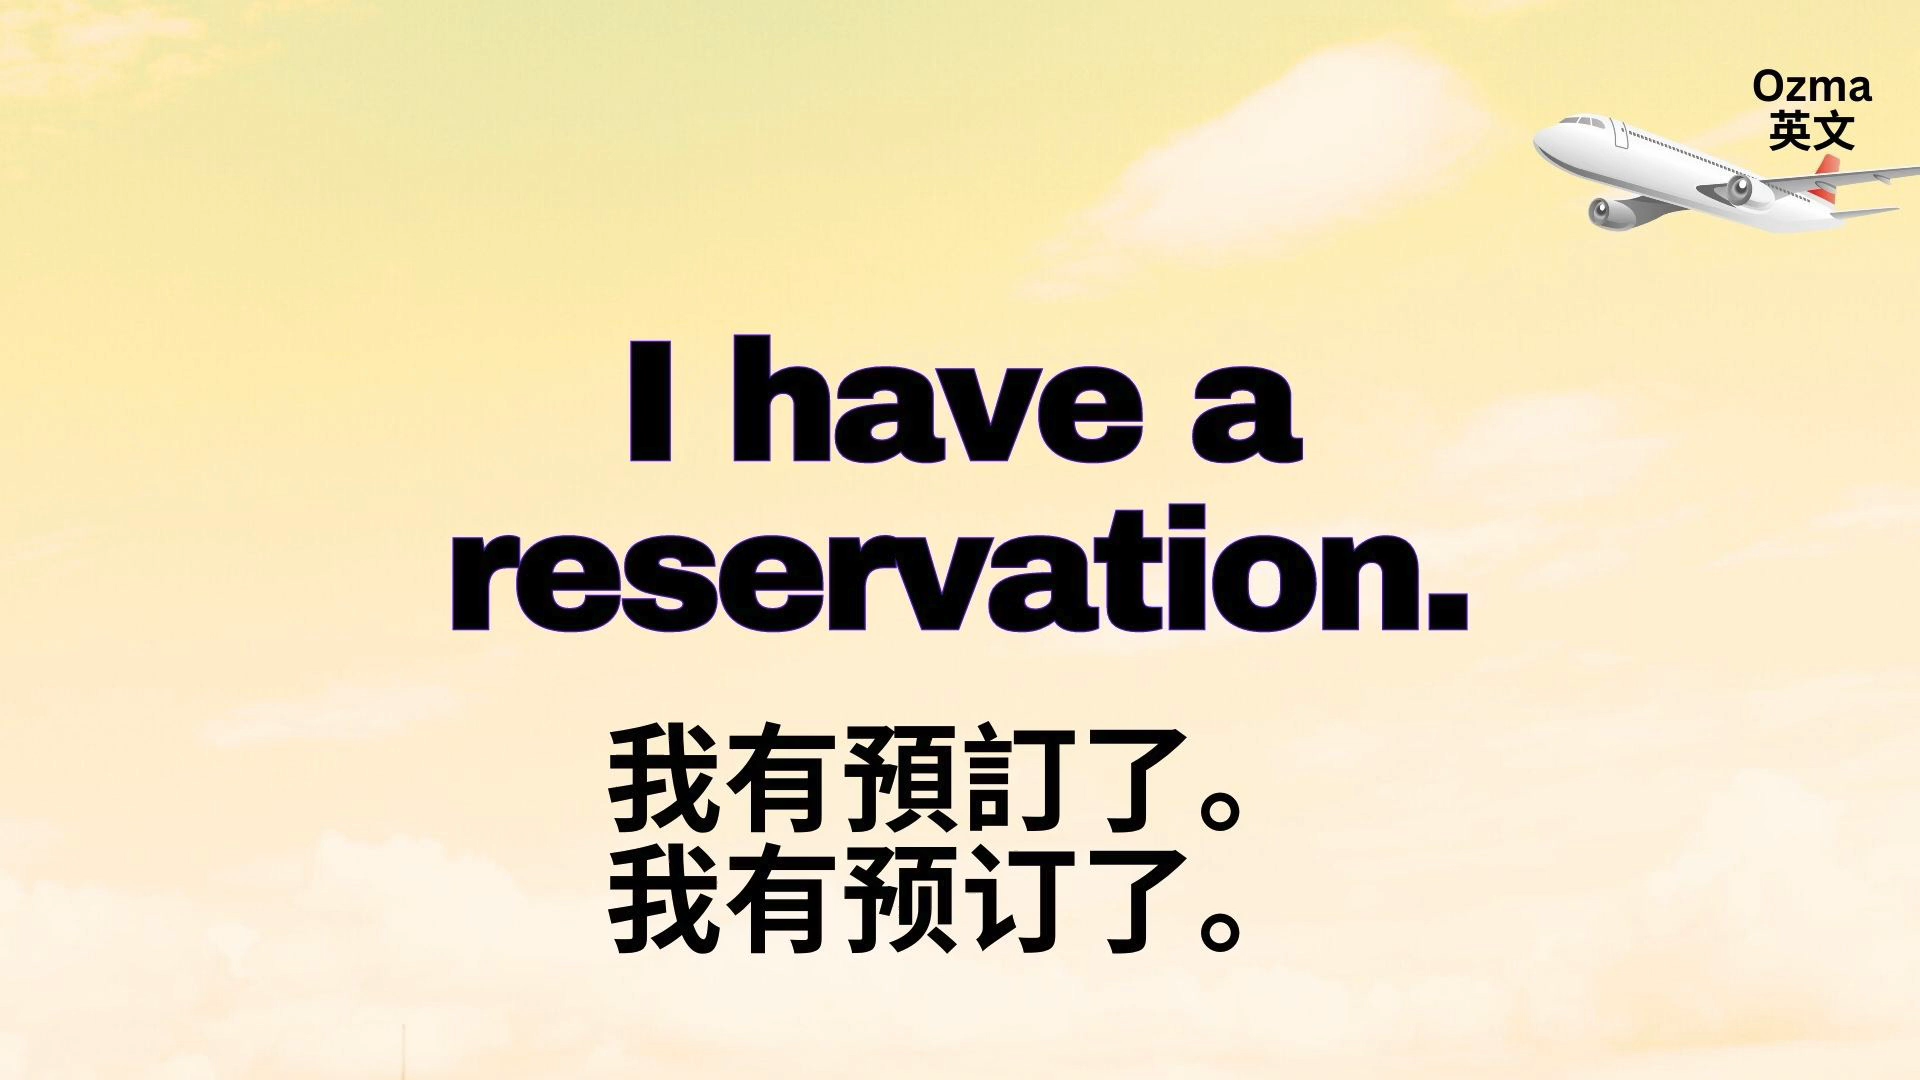 Ozma
英文
I have a
reservation.
我有預訂了。
我有预订了。